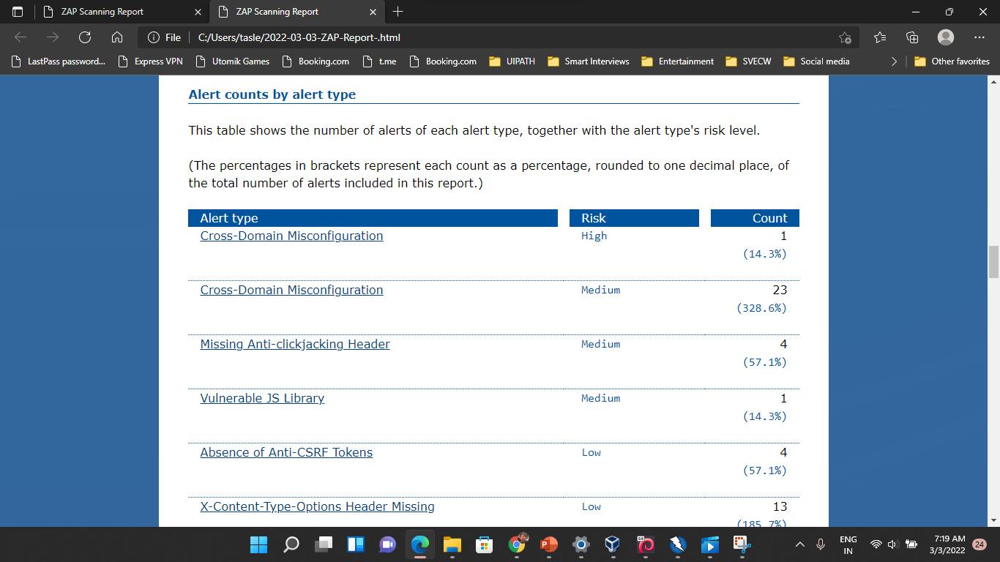 ZAP Scanning Report
ZAP Scanning Report
File
C:/Users/tasle/2022-03-03-ZAP-Report-.html
LastPass password...
Express VPN
Utomik Games
Booking.com
t.me
Booking.com
UIPATH
Smart Interviews
Entertainment
SVECW
Social media
Other favorites
Alert counts by alert type
This table shows the number of alerts of each alert type, together with the alert type's risk level.
(The percentages in brackets represent each count as a percentage, rounded to one decimal place, of
the total number of alerts included in this report.)
Alert type Risk Count
Cross-Domain Misconfiguration High 1
(14.3%)
Cross-Domain Misconfiguration Medium 23
(328.6%)
Missing Anti-clickjacking Header Medium 4
(57.1%)
Vulnerable JS Library Medium 1
(14.3%)
Absence of Anti-CSRF Tokens Low 4
(57.1%)
X-Content-Type-Options Header Missing Low 13
(185.7%)
ENG
IN
7:19 AM
3/3/2022
24